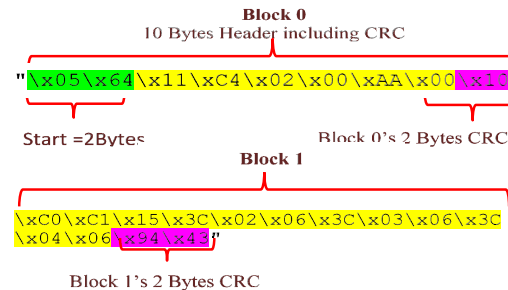 Block 0
10 Bytes Header including CRC
"\x05\x64\x11\xC4\x02\x00\xAA\x00
Start =2Bytes
Block 0's 2 Bytes CRC
Block 1
\xC0\xC1\x15\x3C\x02\x06\x3C\x03\x06\x3C
\x04\x06\x94\x43"
Block 1's 2 Bytes CRC